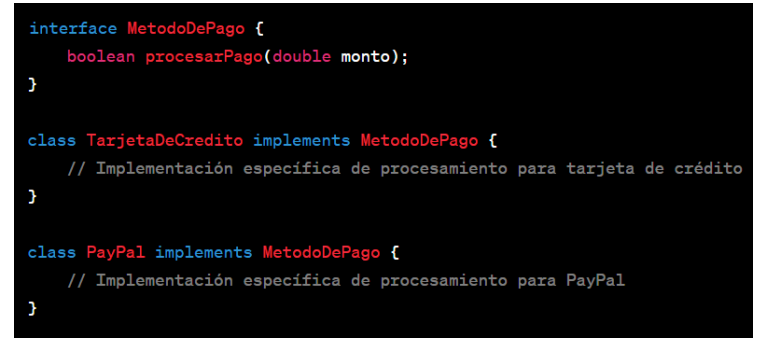 interface MetodoDePago {
    boolean procesarPago(double monto);
}

class TarjetaDeCredito implements MetodoDePago {
    // Implementación específica de procesamiento para tarjeta de crédito
}

class PayPal implements MetodoDePago {
    // Implementación específica de procesamiento para PayPal
}